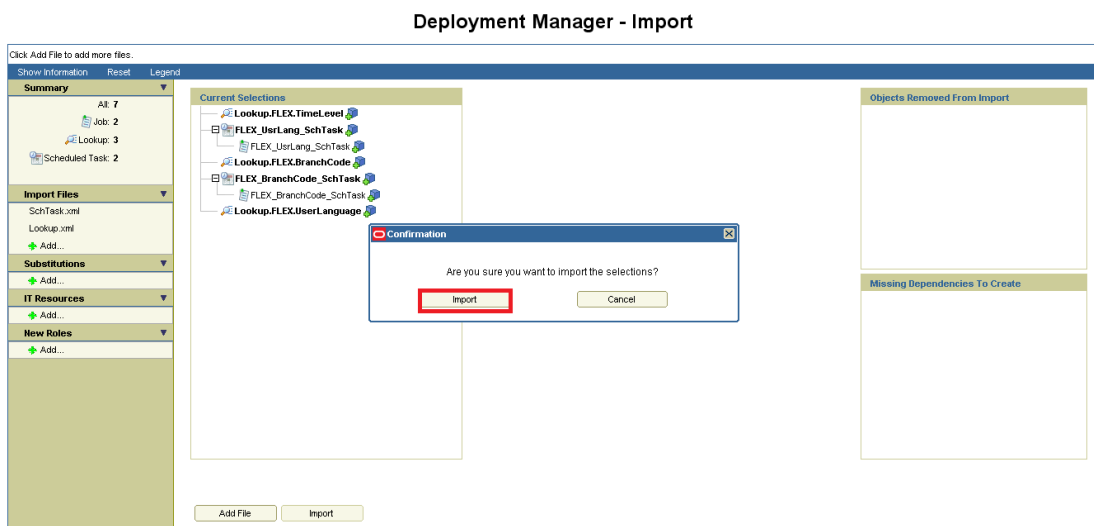 Deployment Manager - Import
Click Add File to add more files.
Show Information Reset Legend
Summary
All: 7
Job: 2
Lookup: 3
Scheduled Task: 2
Import Files
SchTask.xml
Lookup.xml
Add...
Substitutions
Add...
IT Resources
Add...
New Roles
Add...
Current Selections
Lookup.FLEX.TimeLevel
FLEX_UsrLang_SchTask
FLEX_UsrLang_SchTask
Lookup.FLEX.BranchCode
FLEX_BranchCode_SchTask
FLEX_BranchCode_SchTask
Lookup.FLEX.UserLanguage
Confirmation
Are you sure you want to import the selections?
Import Cancel
Objects Removed From Import
Missing Dependencies To Create
Add File Import